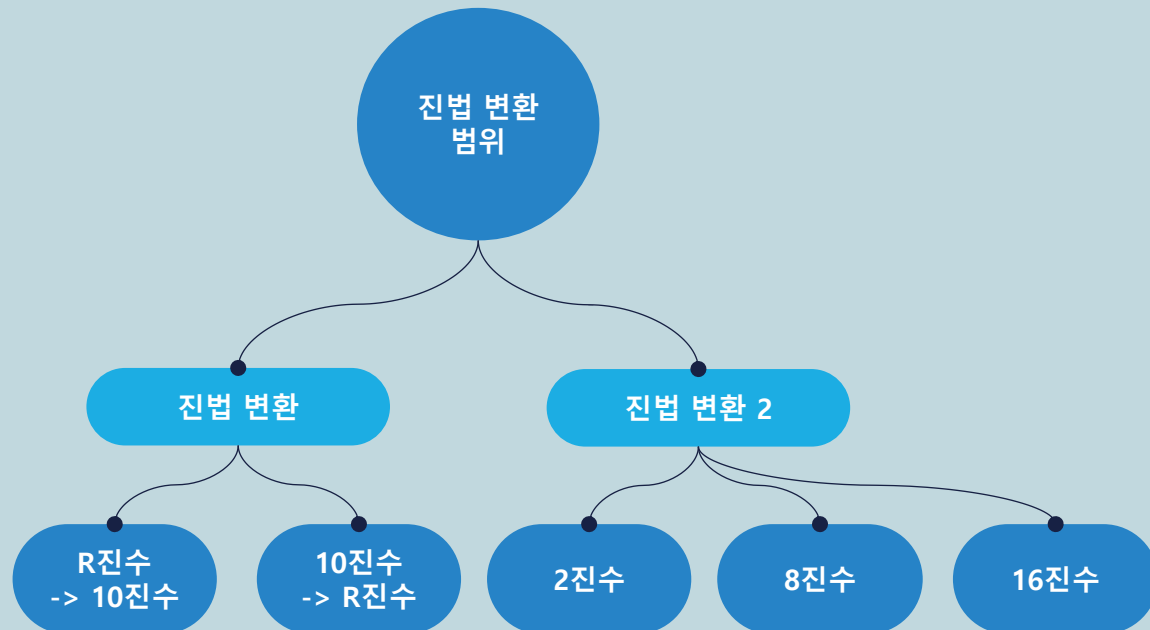 진법 변환
범위
진법 변환
진법 변환 2
R진수
-> 10진수
10진수
-> R진수
2진수
8진수
16진수